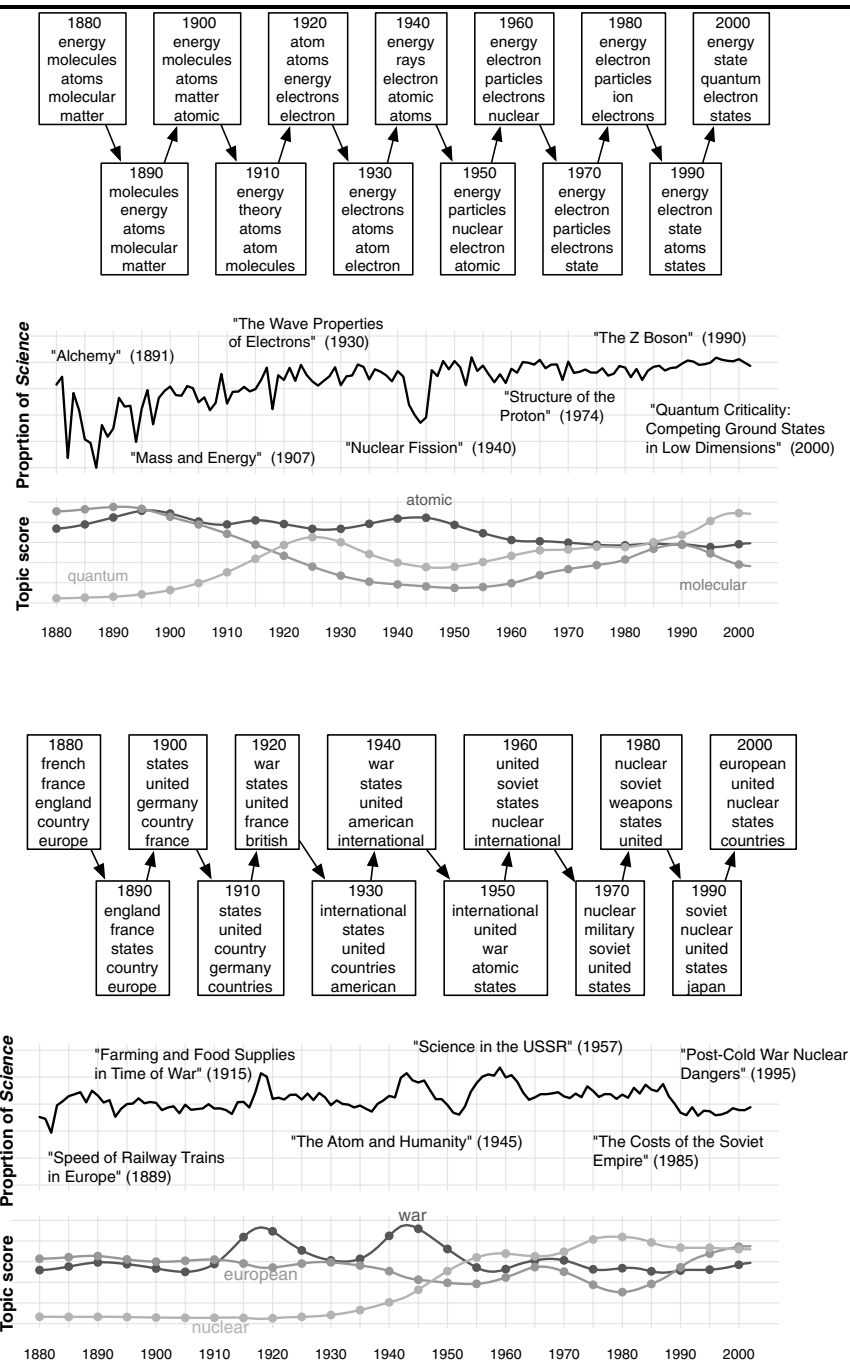 1880
energy
molecules
atoms
molecular
matter
1900
energy
molecules
atoms
matter
atomic
1920
atom
atoms
energy
electrons
electron
1940
energy
rays
electron
atomic
atoms
1960
energy
electron
particles
electrons
nuclear
1980
energy
electron
particles
ion
electrons
2000
energy
state
quantum
electron
states
1890
molecules
energy
atoms
molecular
matter
1910
energy
theory
atoms
atom
molecules
1930
energy
electrons
atoms
atom
electron
1950
energy
particles
nuclear
electron
atomic
1970
energy
electron
particles
electrons
state
1990
energy
electron
state
atoms
states
Proprtion of Science
"Alchemy" (1891)
"The Wave Properties
of Electrons" (1930)
"The Z Boson" (1990)
"Mass and Energy" (1907)
"Nuclear Fission" (1940)
"Structure of the
Proton" (1974)
"Quantum Criticality:
Competing Ground States
in Low Dimensions" (2000)
Topic score
atomic
quantum
molecular
1880 1890 1900 1910 1920 1930 1940 1950 1960 1970 1980 1990 2000
1880
french
france
england
country
europe
1900
states
united
germany
country
france
1920
war
states
united
france
british
1940
war
states
united
american
international
1960
united
soviet
states
nuclear
international
1980
nuclear
soviet
weapons
states
united
2000
european
united
nuclear
states
countries
1890
england
france
states
country
europe
1910
states
united
country
germany
countries
1930
international
states
united
countries
american
1950
international
united
war
atomic
states
1970
nuclear
military
soviet
united
states
1990
soviet
nuclear
united
states
japan
Proprtion of Science
"Farming and Food Supplies
in Time of War" (1915)
"Science in the USSR" (1957)
"Post-Cold War Nuclear
Dangers" (1995)
"Speed of Railway Trains
in Europe" (1889)
"The Atom and Humanity" (1945)
"The Costs of the Soviet
Empire" (1985)
Topic score
war
european
nuclear
1880 1890 1900 1910 1920 1930 1940 1950 1960 1970 1980 1990 2000